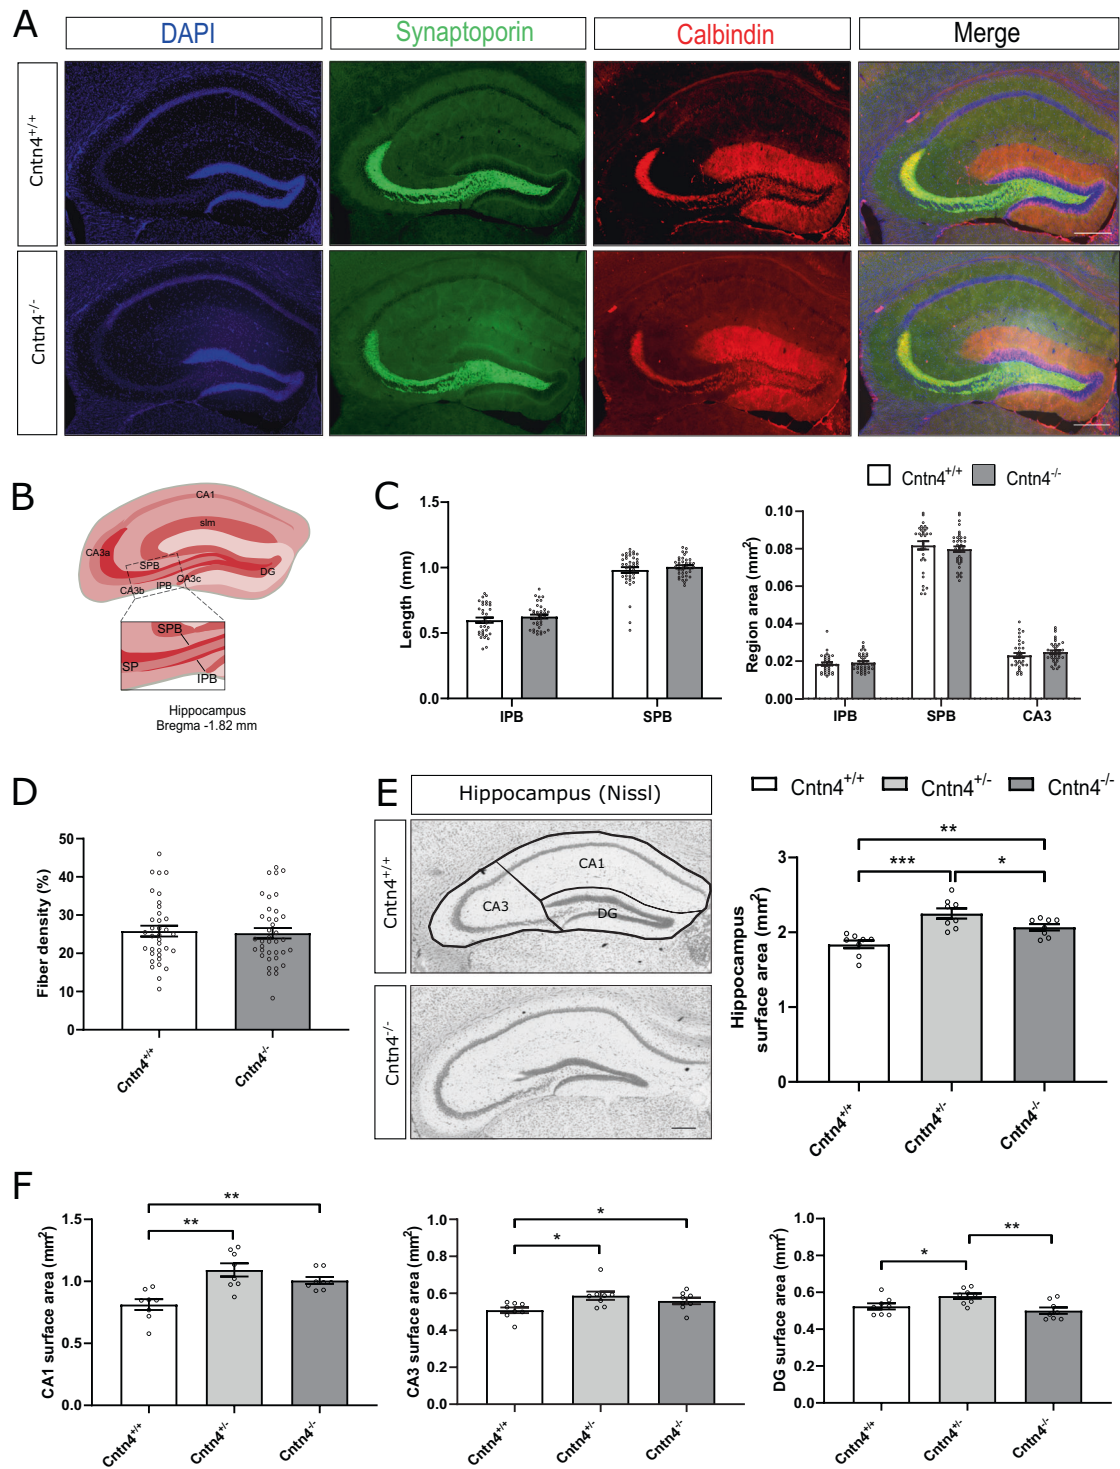 A
DAPI
Synaptoporin
Calbindin
Merge
Cntn4+/+
Cntn4-/-
B
CA1
slm
CA3a
SPB
CA3c
DG
CA3b
IPB
SPB
SP
IPB
Hippocampus
Bregma -1.82 mm
C
Cntn4+/+
Cntn4-/-
Length (mm)
1.5
1.0
0.5
0.0
IPB
SPB
Region area (mm2)
0.10
0.08
0.06
0.04
0.02
0.00
IPB
SPB
CA3
D
Fiber density (%)
50
40
30
20
10
0
Cntn4+/+
Cntn4-/-
E
Hippocampus (Nissl)
Cntn4+/+
CA1
CA3
DG
Cntn4-/-
Cntn4+/+
Cntn4+/-
Cntn4-/-
Hippocampus
surface area (mm2)
3
2
1
0
**
***
*
Cntn4+/+
Cntn4+/-
Cntn4-/-
F
CA1 surface area (mm2)
1.5
1.0
0.5
0.0
**
**
Cntn4+/+
Cntn4+/-
Cntn4-/-
CA3 surface area (mm2)
1.0
0.8
0.6
0.4
0.2
0.0
*
*
Cntn4+/+
Cntn4+/-
Cntn4-/-
DG surface area (mm2)
1.0
0.8
0.6
0.4
0.2
0.0
**
*
Cntn4+/+
Cntn4+/-
Cntn4-/-